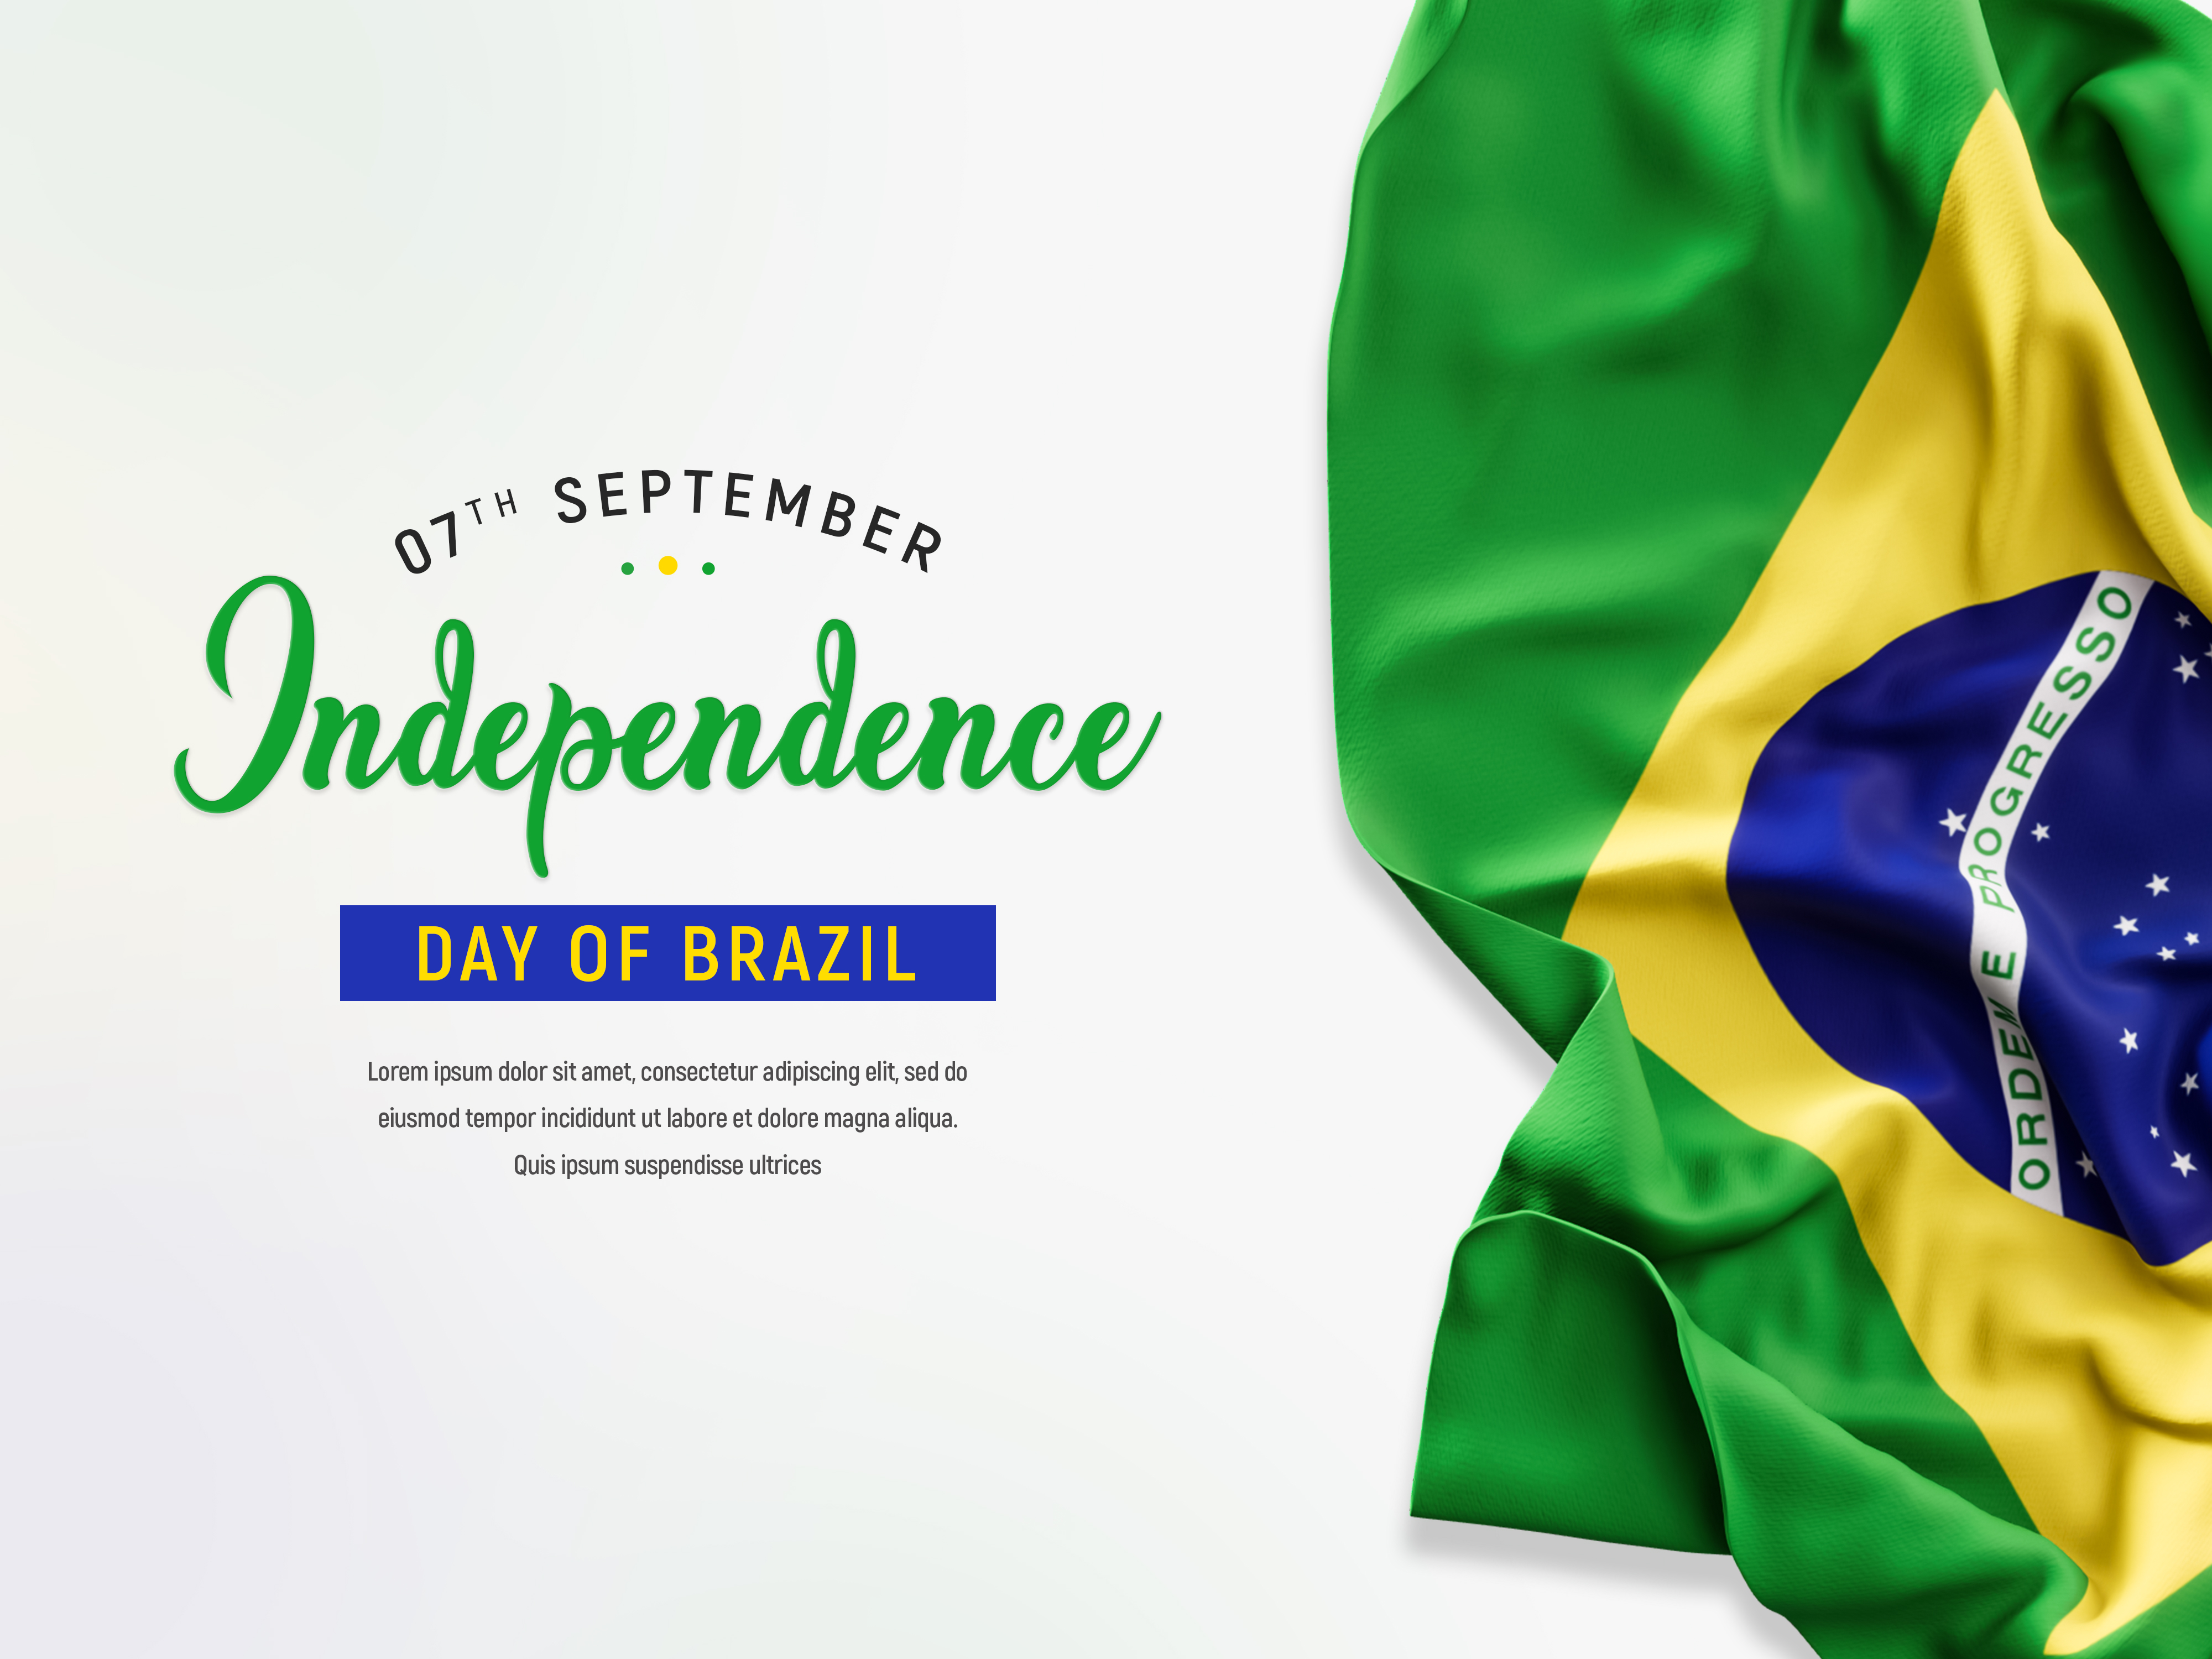 07TH SEPTEMBER
Independence
DAY OF BRAZIL
Lorem ipsum dolor sit amet, consectetur adipiscing elit, sed do
eiusmod tempor incididunt ut labore et dolore magna aliqua.
Quis ipsum suspendisse ultrices
ORDEM E PROGRESSO